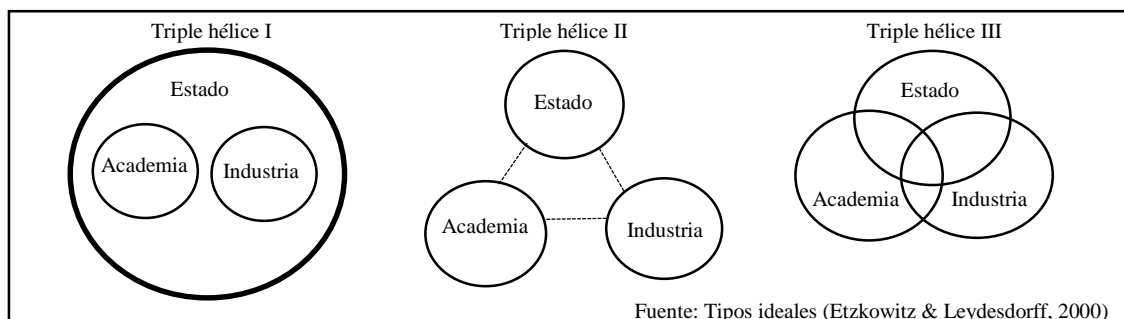 Triple hélice I
Estado
Academia
Industria
Triple hélice II
Estado
Academia
Industria
Triple hélice III
Estado
Academia
Industria
Fuente: Tipos ideales (Etzkowitz & Leydesdorff, 2000)